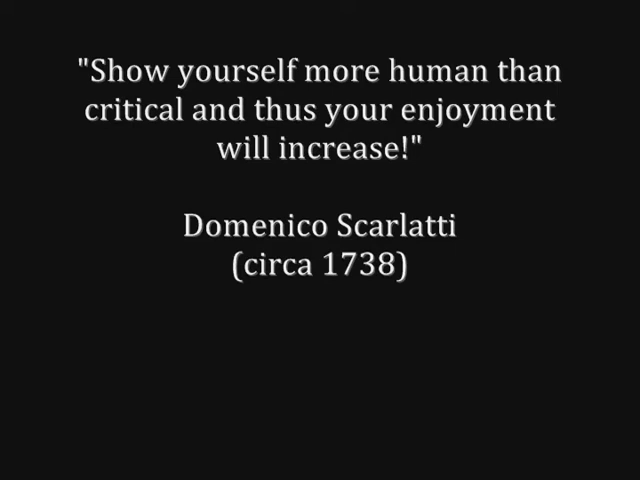 "Show yourself more human than
critical and thus your enjoyment
will increase!"
Domenico Scarlatti
(circa 1738)